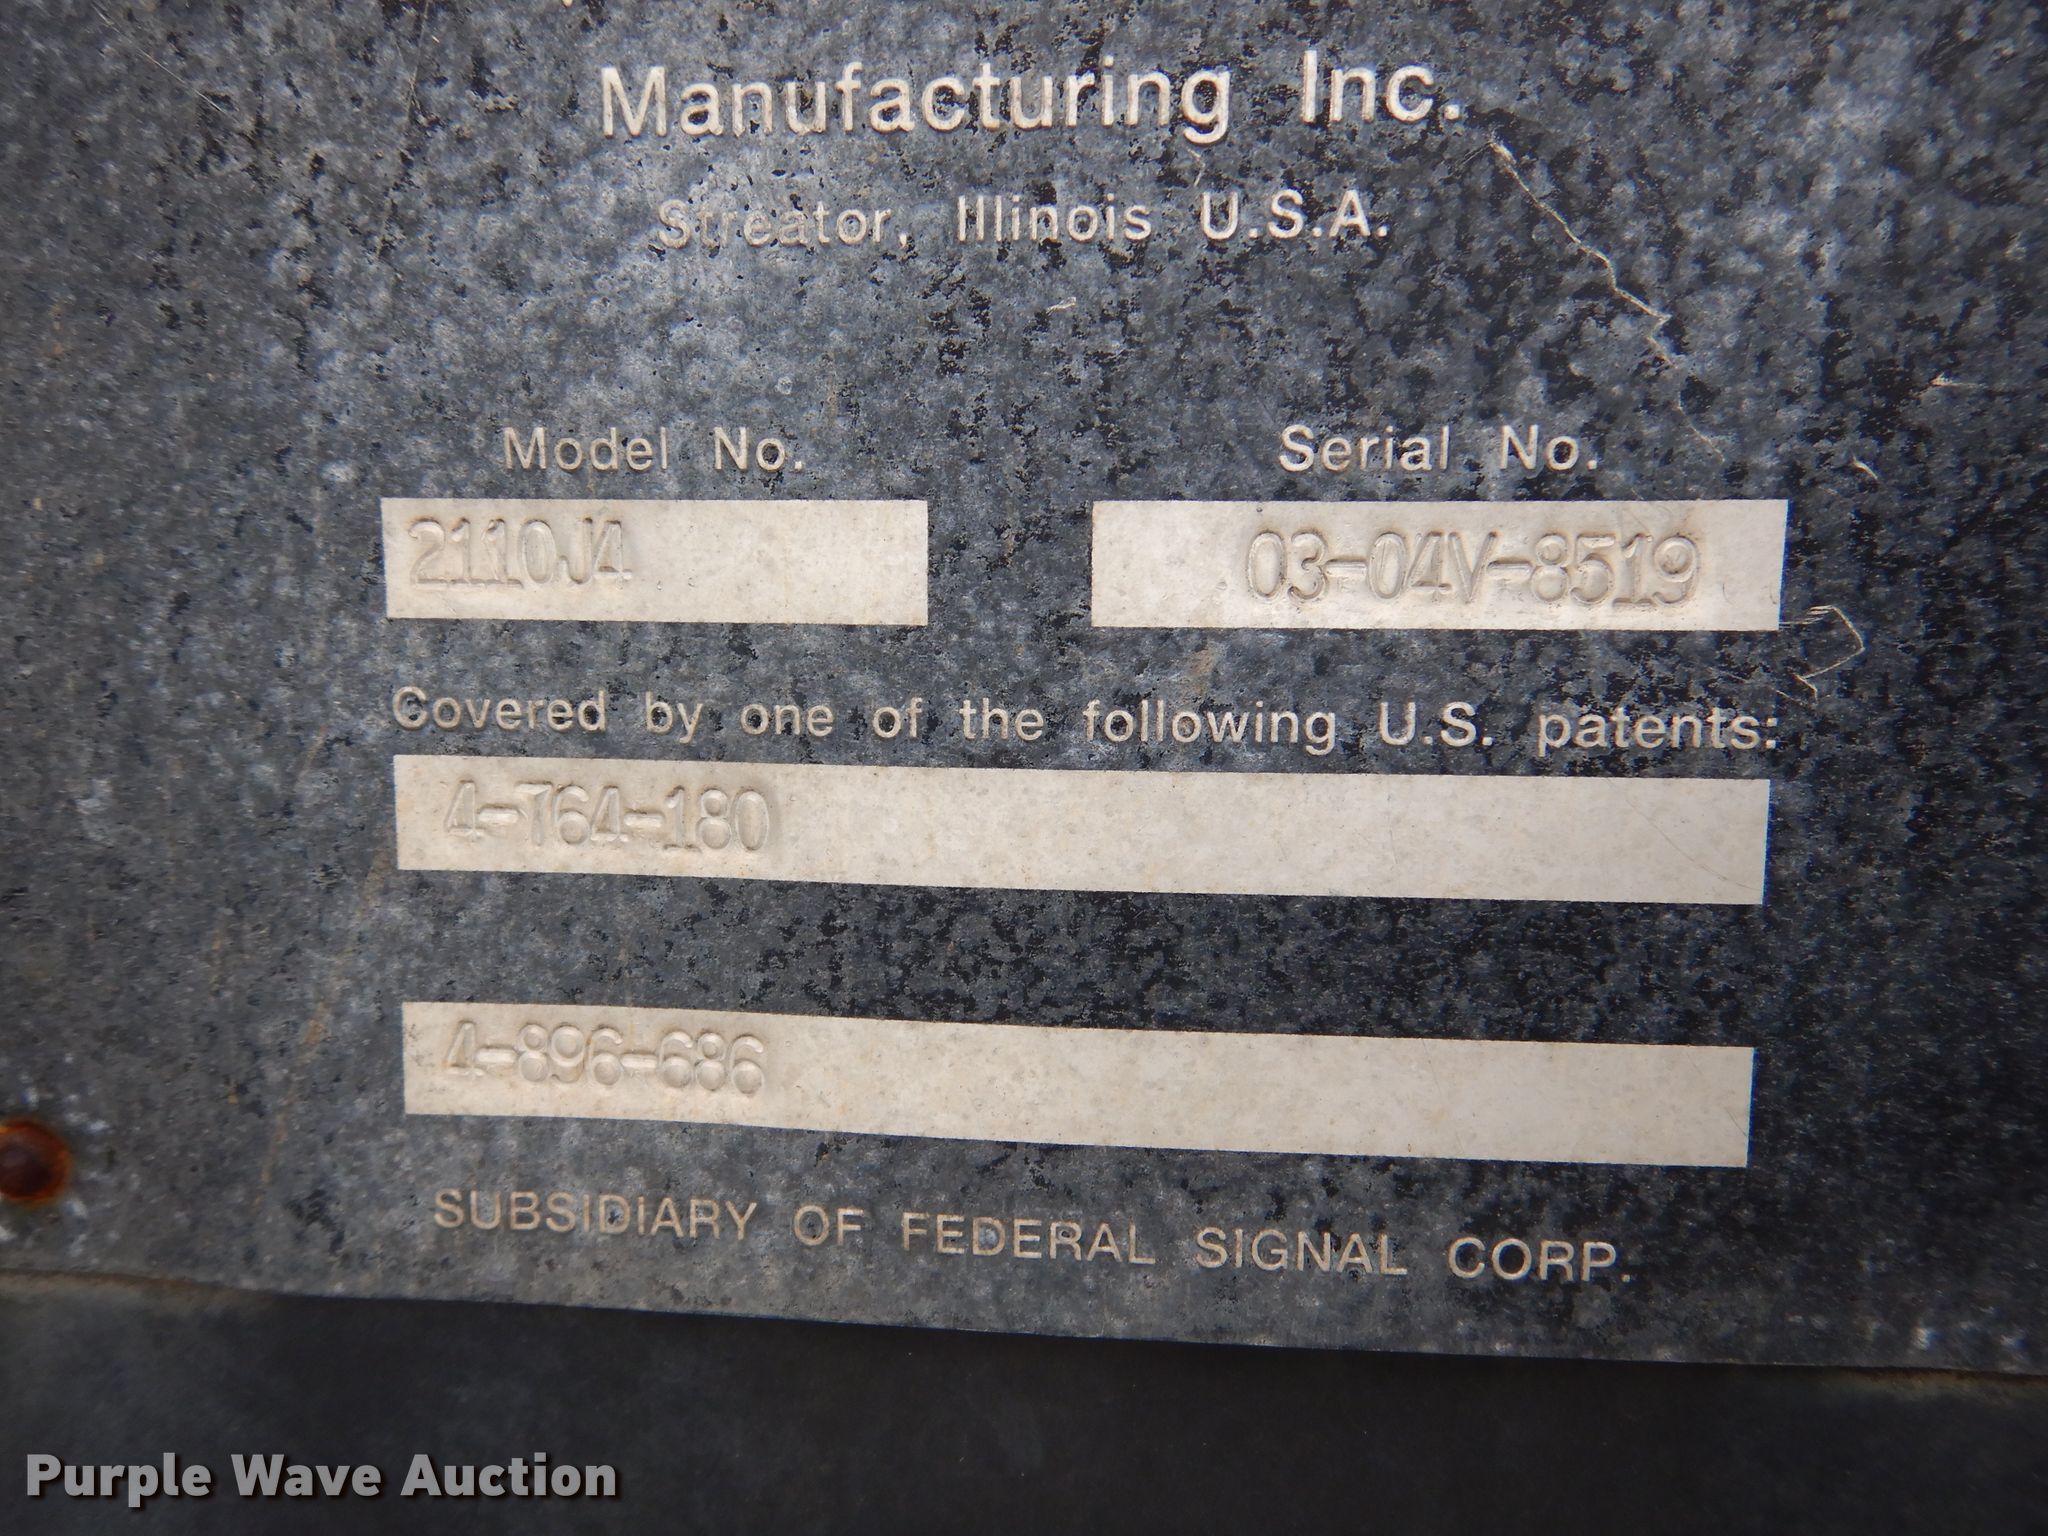 Manufacturing Inc.
Streator, Illinois U.S.A.
Model No. Serial No.
2110J4 03-04V-8519
Covered by one of the following U.S. patents:
4-764-180
4-896-686
SUBSIDIARY OF FEDERAL SIGNAL CORP.
Purple Wave Auction